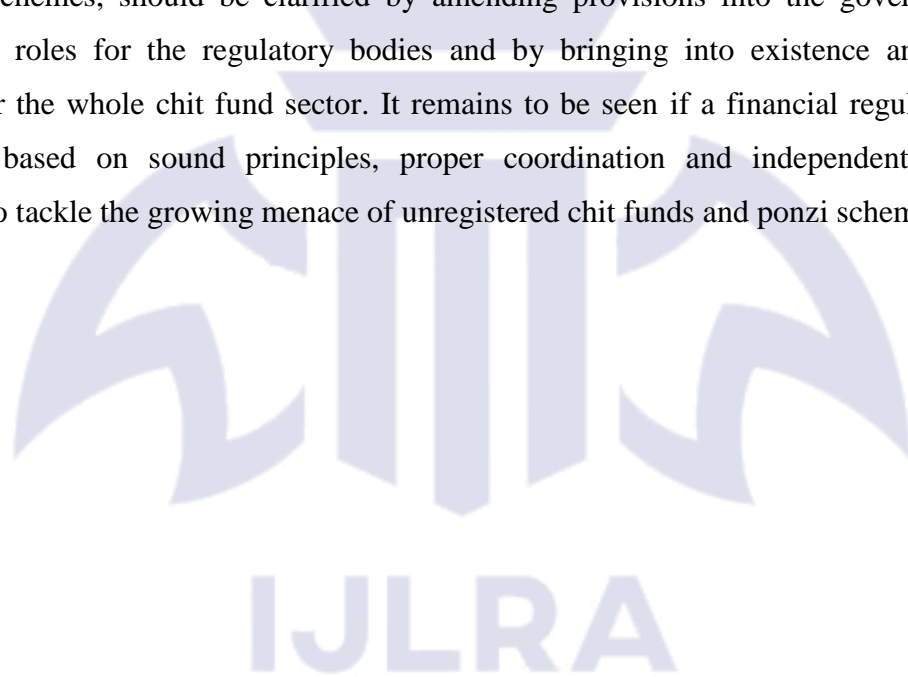 schemes, should be clarified by amending provisions into the gover
roles for the regulatory bodies and by bringing into existence an
r the whole chit fund sector. It remains to be seen if a financial regul
based on sound principles, proper coordination and independent
o tackle the growing menace of unregistered chit funds and ponzi schem
IJLRA